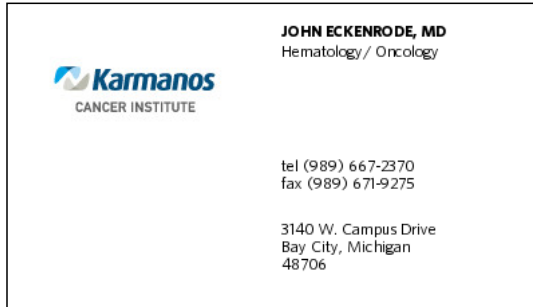 JOHN ECKENRODE, MD
Hematology/ Oncology
Karmanos
CANCER INSTITUTE
tel (989) 667-2370
fax (989) 671-9275
3140 W. Campus Drive
Bay City, Michigan
48706